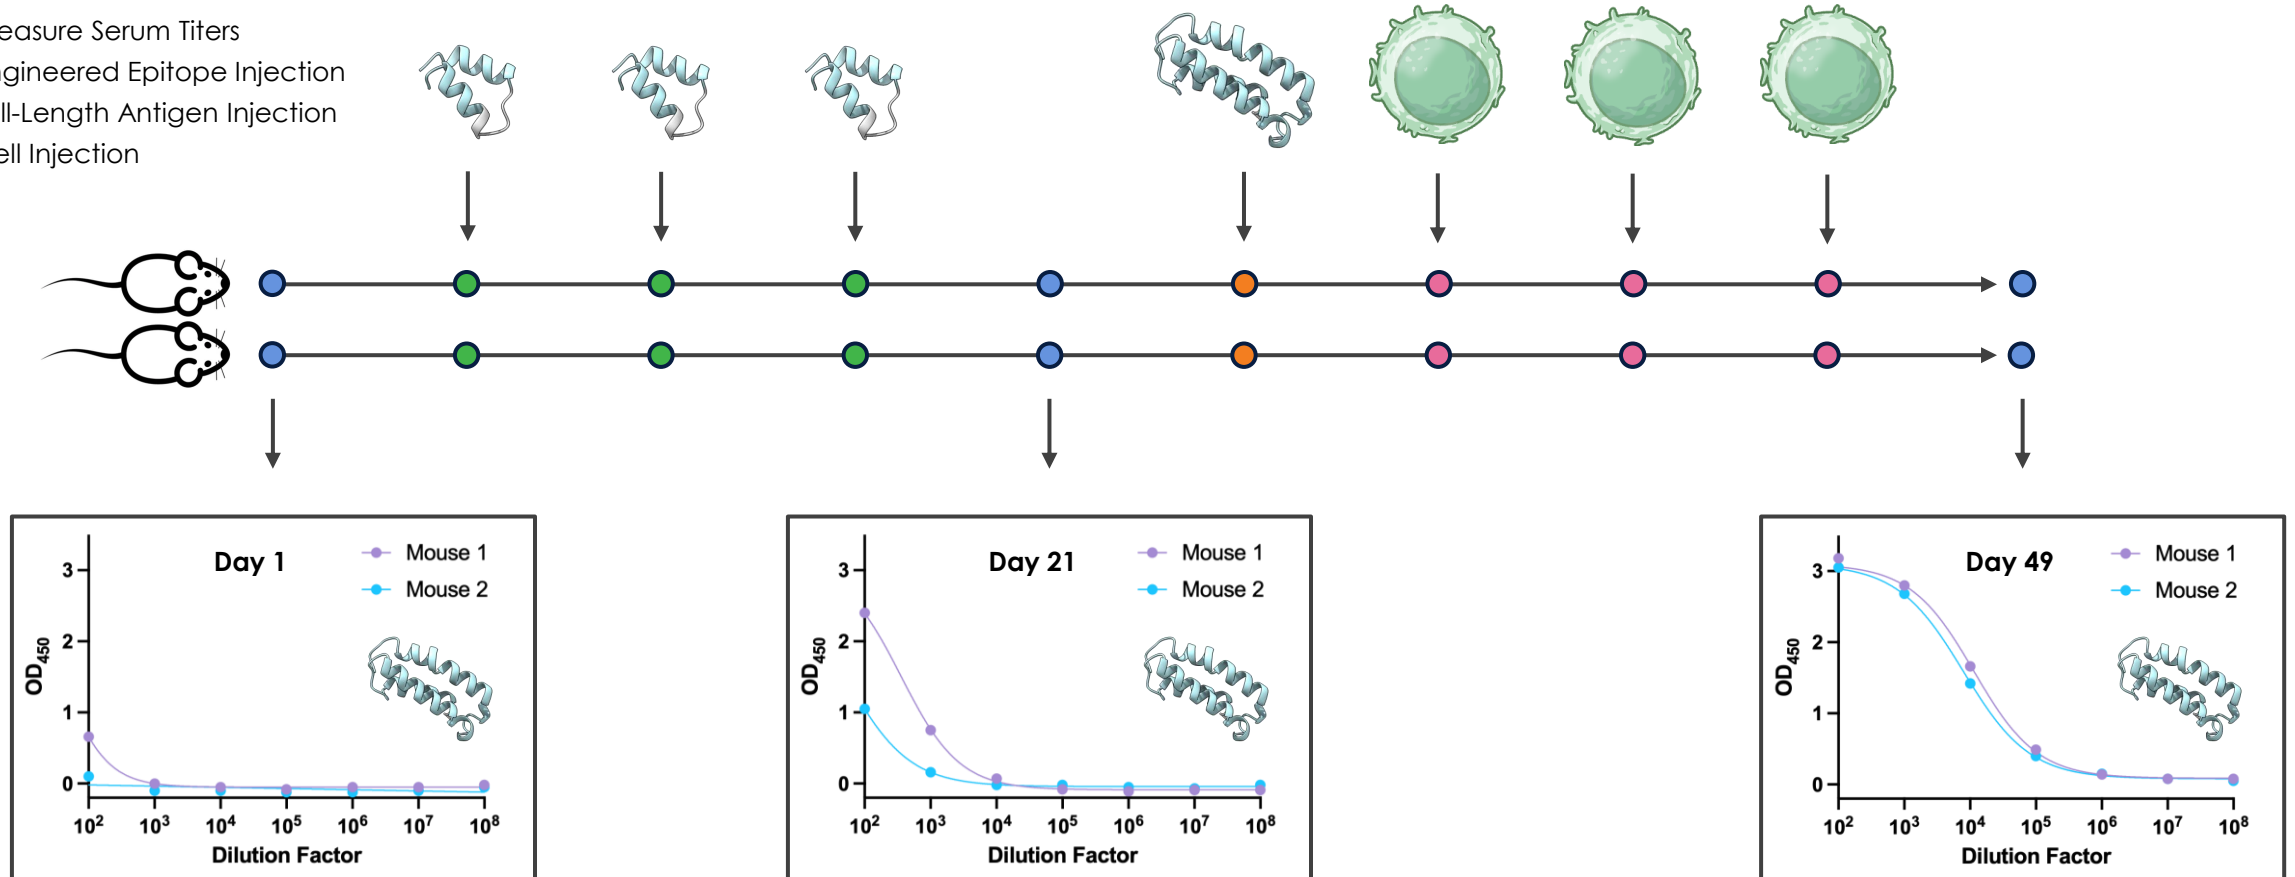 easure Serum Titers
ngineered Epitope Injection
ll-Length Antigen Injection
ell Injection
Day 1
Mouse 1
Mouse 2
3
2
1
0
OD450
10² 10³ 10⁴ 10⁵ 10⁶ 10⁷ 10⁸
Dilution Factor
Day 21
Mouse 1
Mouse 2
3
2
1
0
OD450
10² 10³ 10⁴ 10⁵ 10⁶ 10⁷ 10⁸
Dilution Factor
Day 49
Mouse 1
Mouse 2
3
2
1
0
OD450
10² 10³ 10⁴ 10⁵ 10⁶ 10⁷ 10⁸
Dilution Factor